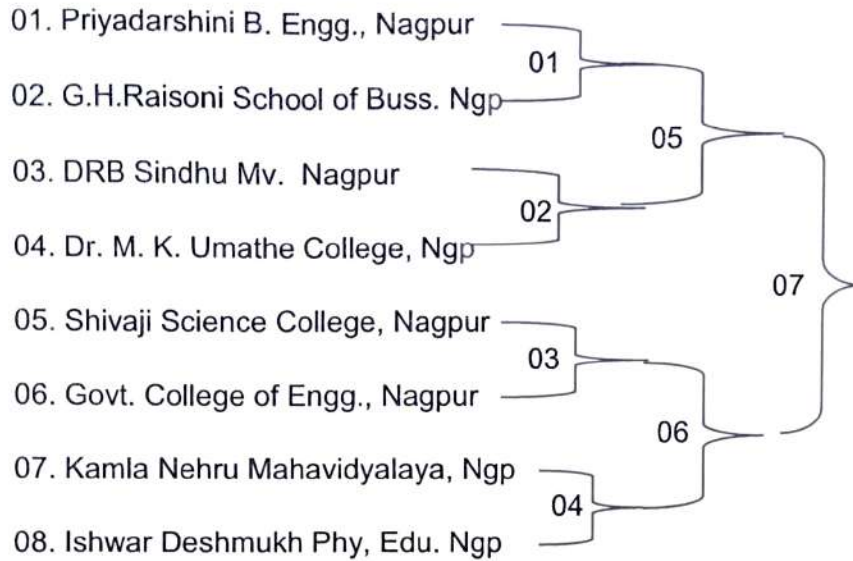 01. Priyadarshini B. Engg., Nagpur
01
02. G.H.Raisoni School of Buss. Ngp
05
03. DRB Sindhu Mv. Nagpur
02
04. Dr. M. K. Umathe College, Ngp
07
05. Shivaji Science College, Nagpur
03
06. Govt. College of Engg., Nagpur
06
07. Kamla Nehru Mahavidyalaya, Ngp
04
08. Ishwar Deshmukh Phy, Edu. Ngp